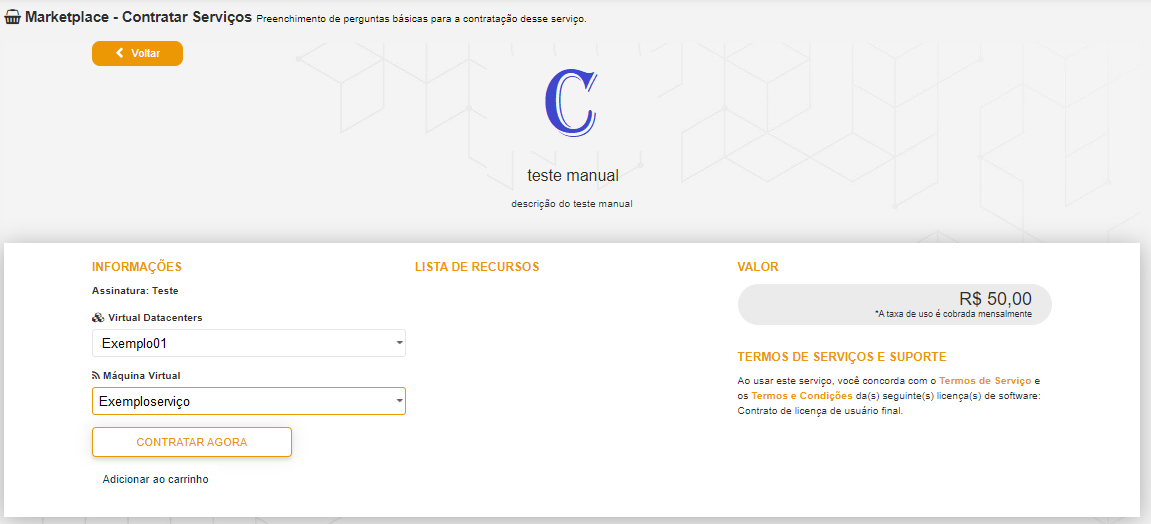 Marketplace - Contratar Serviços Preenchimento de perguntas básicas para a contratação desse serviço.
Voltar
C
teste manual
descrição do teste manual
INFORMAÇÕES
Assinatura: Teste
Virtual Datacenters
Exemplo01
Máquina Virtual
Exemploserviço
CONTRATAR AGORA
Adicionar ao carrinho
LISTA DE RECURSOS
VALOR
R$ 50,00
*A taxa de uso é cobrada mensalmente
TERMOS DE SERVIÇOS E SUPORTE
Ao usar este serviço, você concorda com o Termos de Serviço e
os Termos e Condições da(s) seguinte(s) licença(s) de software:
Contrato de licença de usuário final.